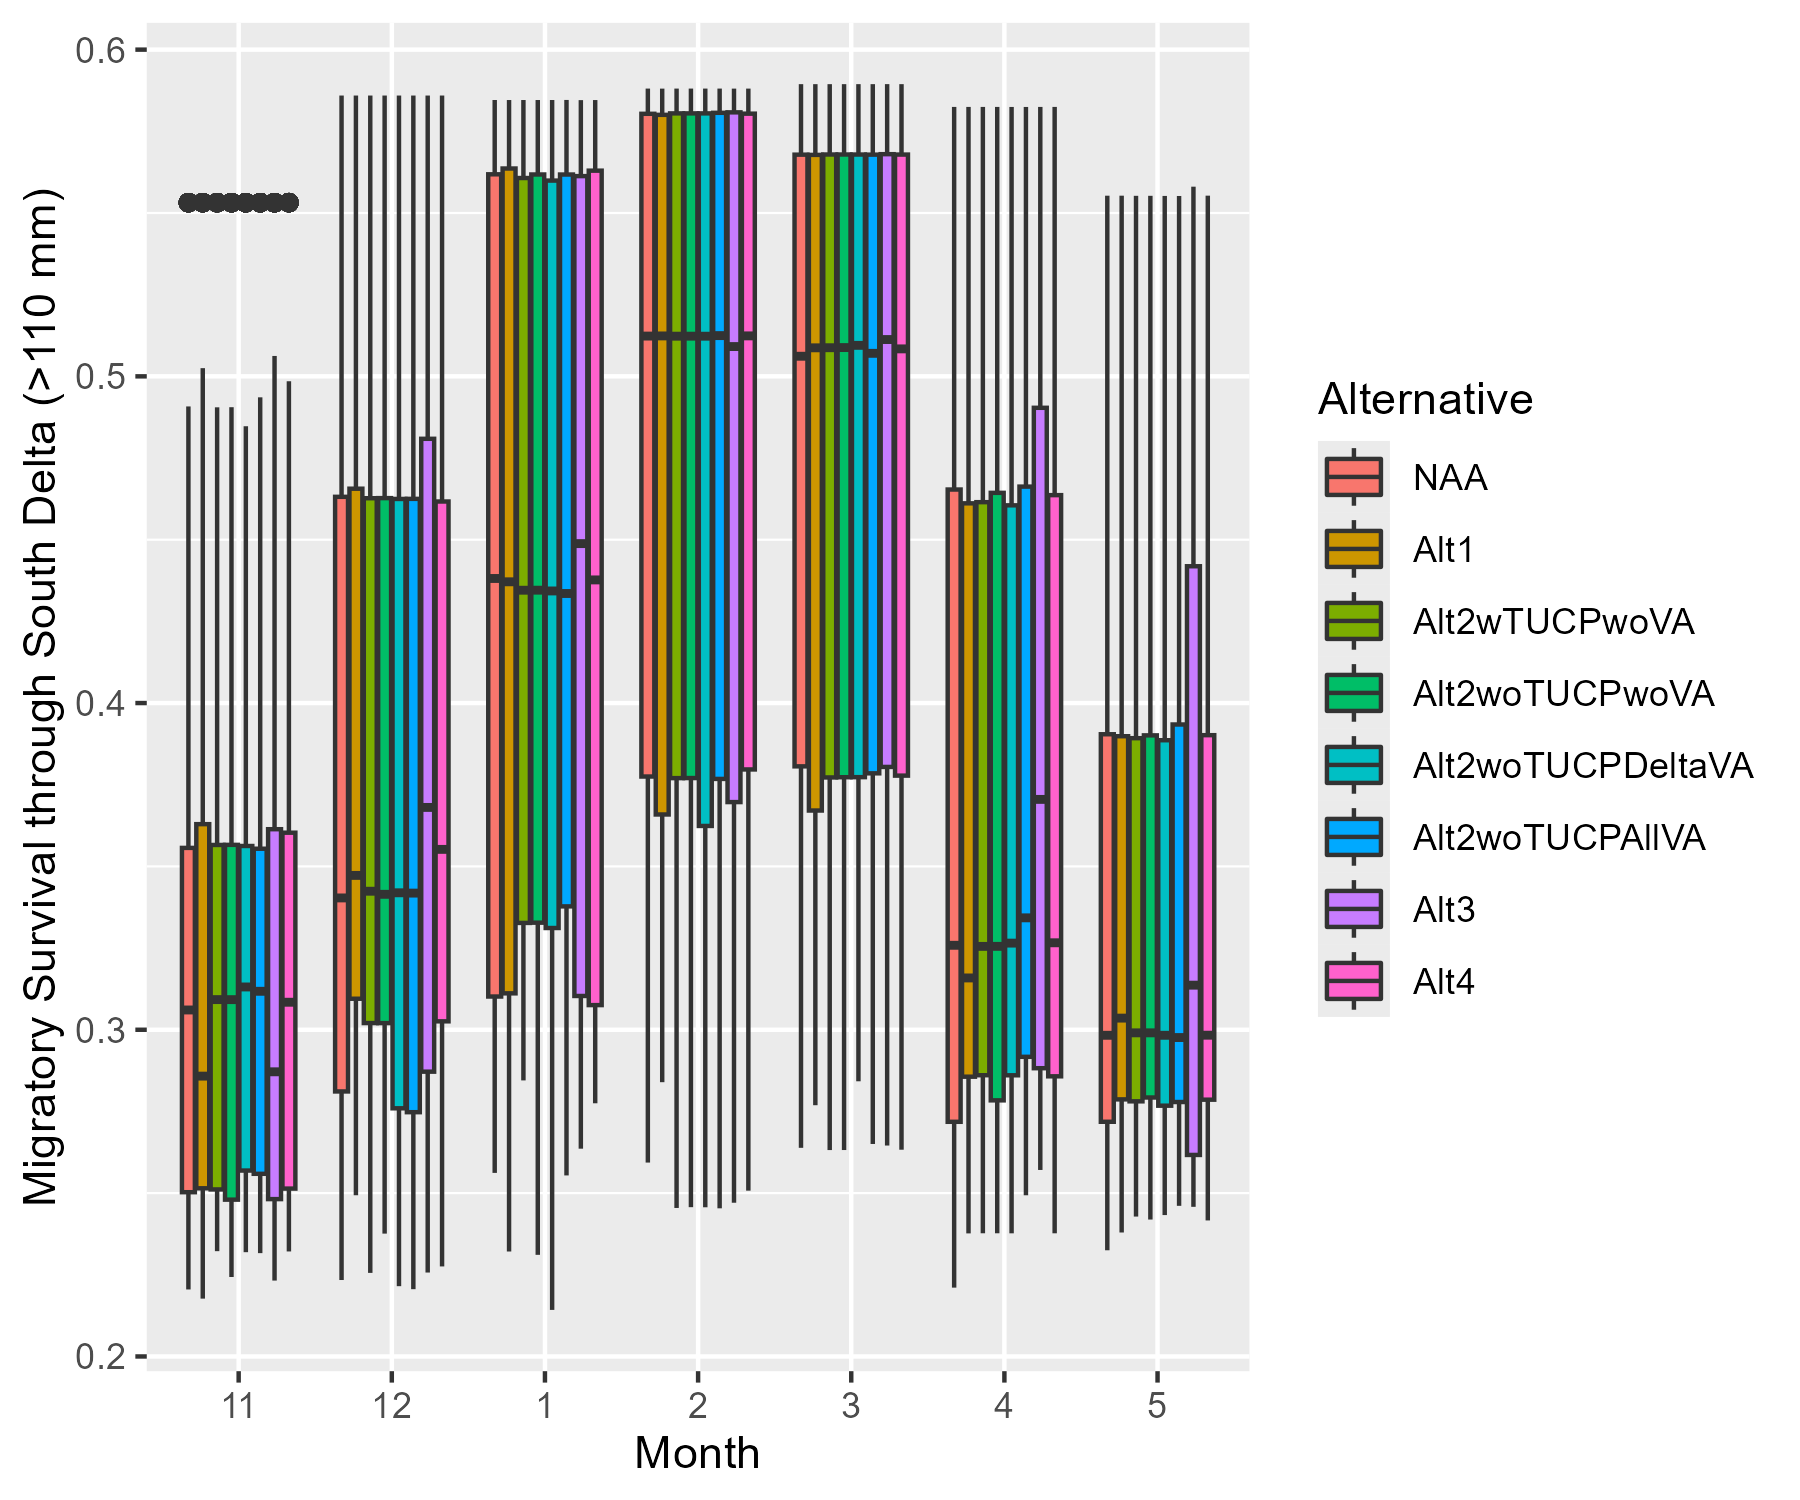 Migratory Survival through South Delta (>110 mm)
0.6
0.5
0.4
0.3
0.2
11 12 1 2 3 4 5
Month
Alternative
NAA
Alt1
Alt2wTUCPwoVA
Alt2woTUCPwoVA
Alt2woTUCPDeltaVA
Alt2woTUCPAllVA
Alt3
Alt4